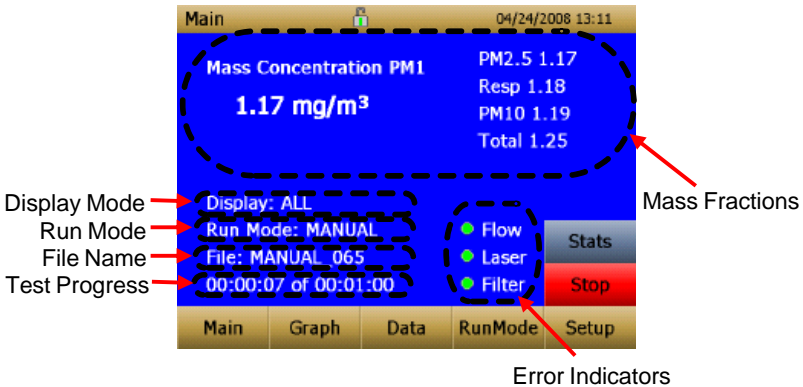 Main 04/24/2008 13:11
Mass Concentration PM1
1.17 mg/m³
PM2.5 1.17
Resp 1.18
PM10 1.19
Total 1.25
Mass Fractions
Display Mode
Display: ALL
Run Mode
Run Mode: MANUAL
File Name
File: MANUAL_065
Test Progress
00:00:07 of 00:01:00
Flow
Laser
Filter
Stats
Stop
Main Graph Data RunMode Setup
Error Indicators